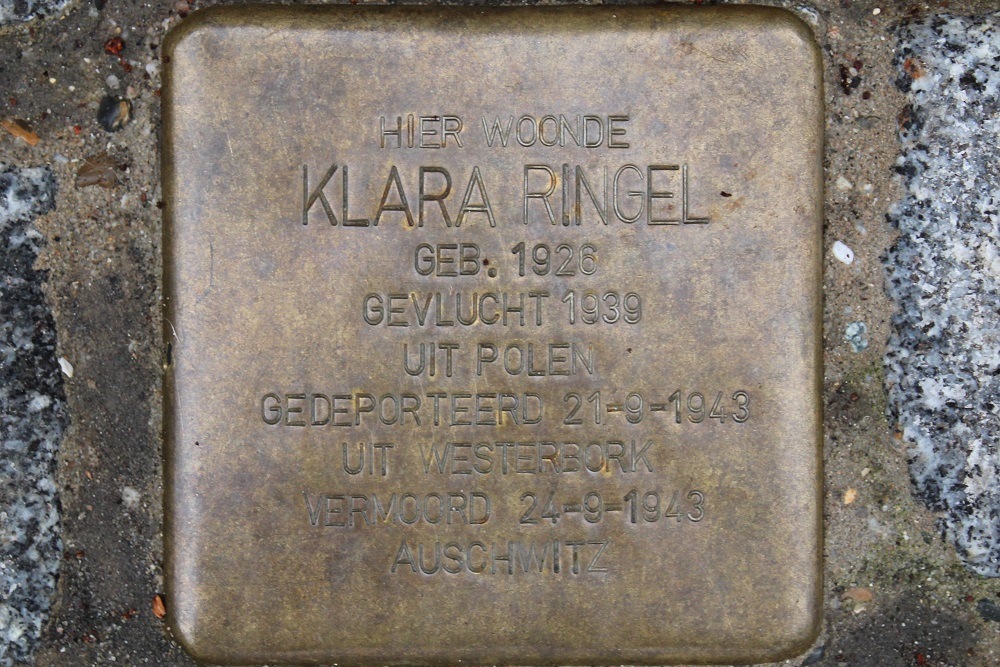 HIER WOONDE
KLARA RINGEL
GEB. 1926
GEVLUCHT 1939
UIT POLEN
GEDEPORTEERD 21-9-1943
UIT WESTERBORK
VERMOORD 24-9-1943
AUSCHWITZ